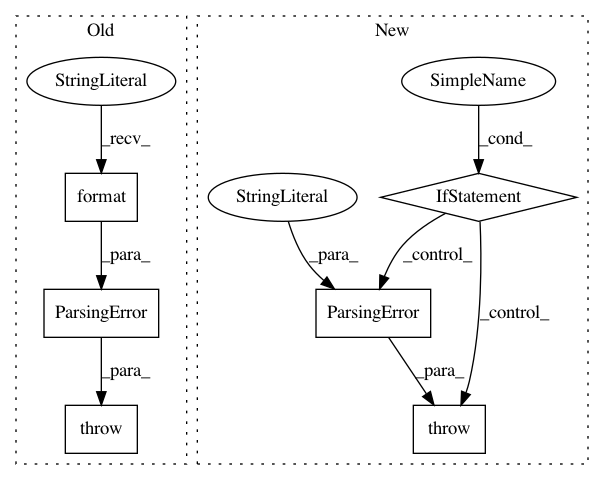 Old
New
StringLiteral
SimpleName
_recv_
_cond_
format
StringLiteral
IfStatement
_para_
_para_
_control_
ParsingError
ParsingError
_control_
_para_
_para_
throw
throw